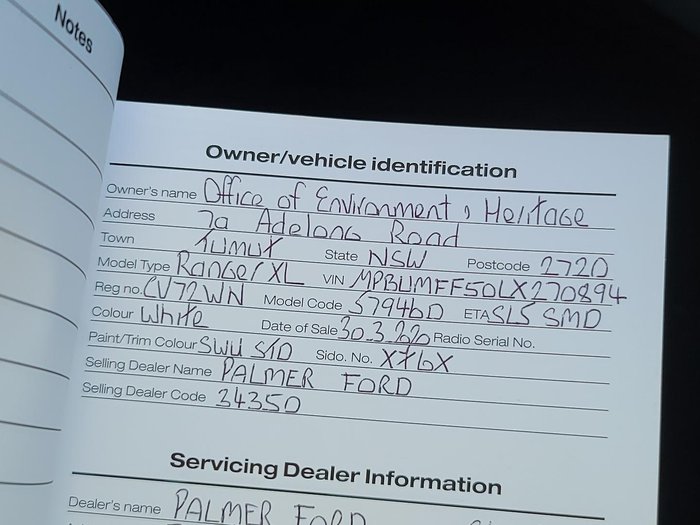 Notes
Owner/vehicle identification
Owner's name Office of Environment, Heritage
Address 7a Adelong Road
Town Tumut State NSW Postcode 2720
Model Type Ranger XL VIN MPBUMFF50LX270894
Reg no. CV72WN Model Code 57946D ETA SLS SMD
Colour White Date of Sale 30.3.220 Radio Serial No.
Paint/Trim Colour SWU STD Sido. No. X76X
Selling Dealer Name PALMER FORD
Selling Dealer Code 34350
Servicing Dealer Information
Dealer's name PALMER FORD